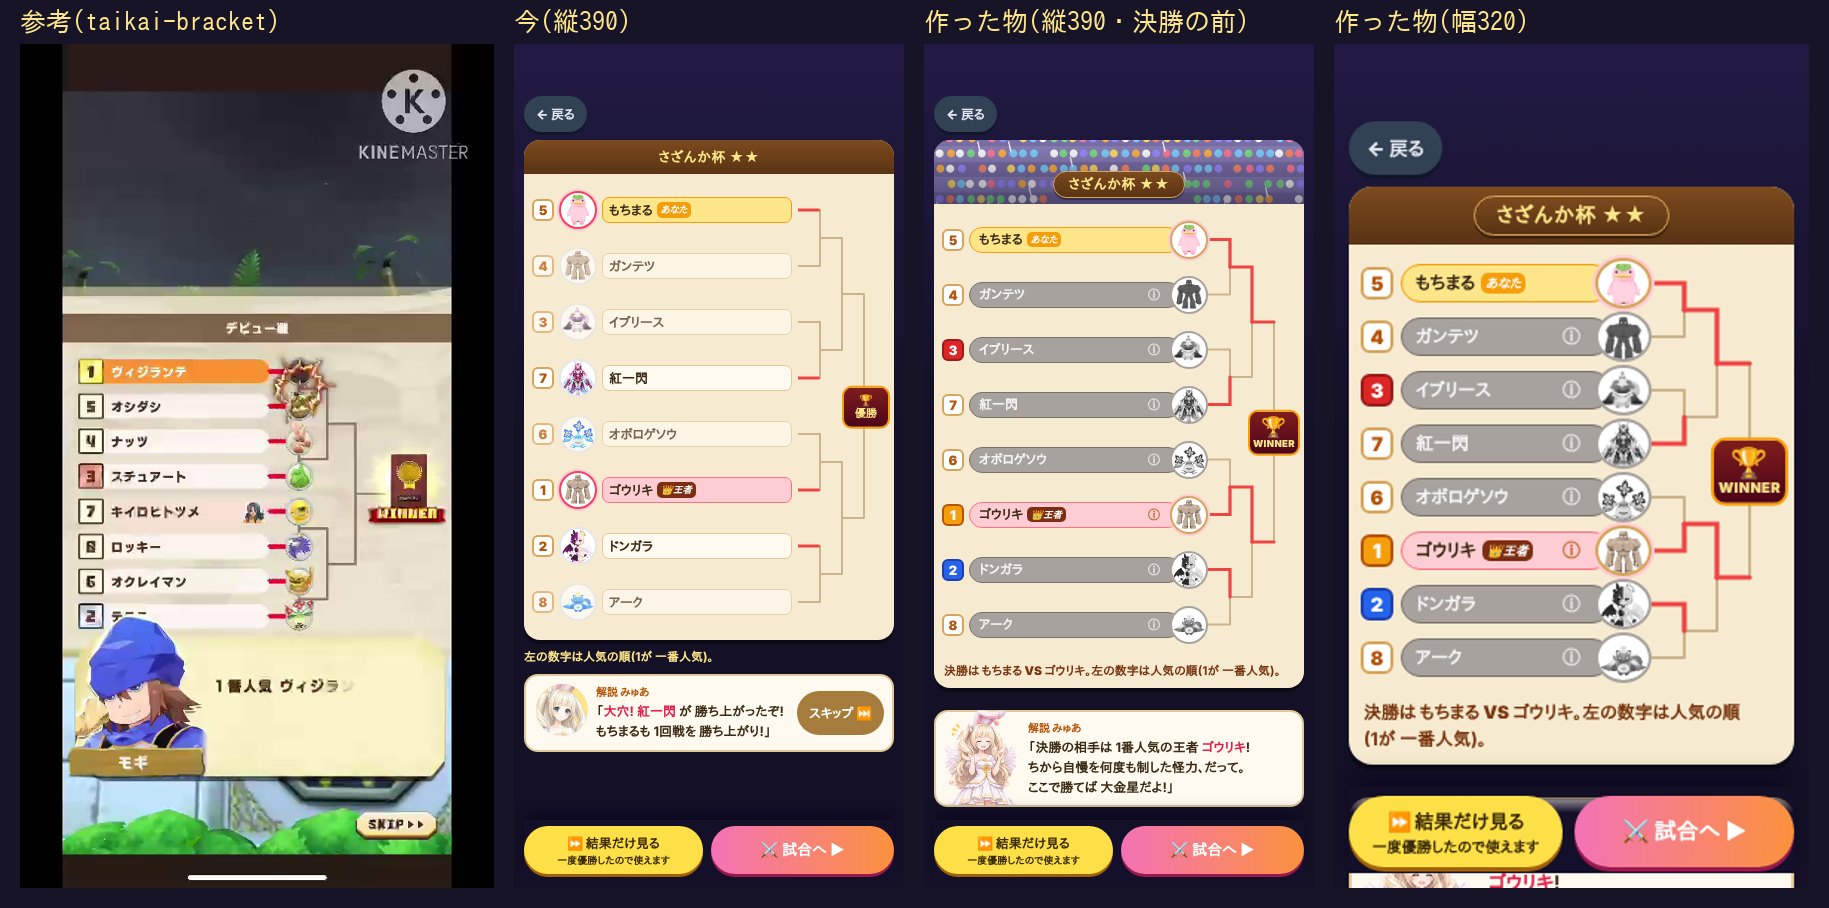 参考(taikai-bracket)
KINEMASTER
デビュー戦
1 ヴィジランテ
5 オシダシ
4 ナッツ
3 スチュアート
7 キイロヒトツメ
8 ロッキー
6 オクレイマン
2
WINNER
1番人気 ヴィジラン
モギ
SKIP▶▶
今(縦390)
← 戻る
さざんか杯 ★★
5 もちまる あなた
4 ガンテツ
3 イブリース
7 紅一閃
6 オボロゲソウ
1 ゴウリキ 👑王者
2 ドンガラ
8 アーク
🏆
優勝
左の数字は人気の順(1が 一番人気)。
解説 みゅあ
「大穴! 紅一閃 が 勝ち上がったぞ!
もちまるも 1回戦を 勝ち上がり!」
スキップ ⏩
⏩ 結果だけ見る
一度優勝したので使えます
⚔️ 試合へ ▶
作った物(縦390・決勝の前)
← 戻る
さざんか杯 ★★
5 もちまる あなた
4 ガンテツ ⓘ
3 イブリース ⓘ
7 紅一閃 ⓘ
6 オボロゲソウ ⓘ
1 ゴウリキ 👑王者 ⓘ
2 ドンガラ ⓘ
8 アーク ⓘ
WINNER
決勝は もちまる VS ゴウリキ。左の数字は人気の順(1が 一番人気)。
解説 みゅあ
「決勝の相手は 1番人気の王者 ゴウリキ!
ちから自慢を何度も制した怪力、だって。
ここで勝てば 大金星だよ!」
⏩ 結果だけ見る
一度優勝したので使えます
⚔️ 試合へ ▶
作った物(幅320)
← 戻る
さざんか杯 ★★
5 もちまる あなた
4 ガンテツ ⓘ
3 イブリース ⓘ
7 紅一閃 ⓘ
6 オボロゲソウ ⓘ
1 ゴウリキ 👑王者 ⓘ
2 ドンガラ ⓘ
8 アーク ⓘ
WINNER
決勝は もちまる VS ゴウリキ。左の数字は人気の順
(1が 一番人気)。
⏩ 結果だけ見る
一度優勝したので使えます
⚔️ 試合へ ▶
ゴウリキ!